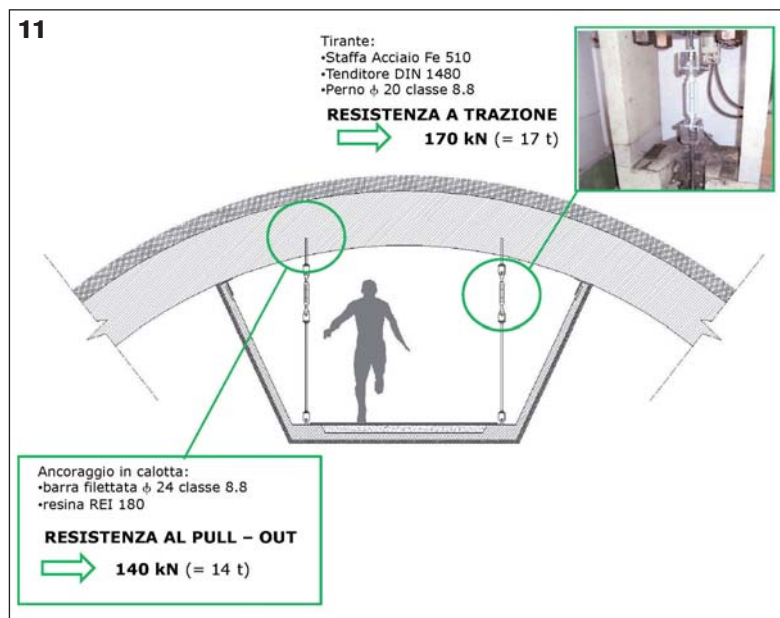 11
Tirante:
•Staffa Acciaio Fe 510
•Tenditore DIN 1480
•Perno ϕ 20 classe 8.8
RESISTENZA A TRAZIONE
170 kN (= 17 t)
Ancoraggio in calotta:
•barra filettata ϕ 24 classe 8.8
•resina REI 180
RESISTENZA AL PULL – OUT
140 kN (= 14 t)